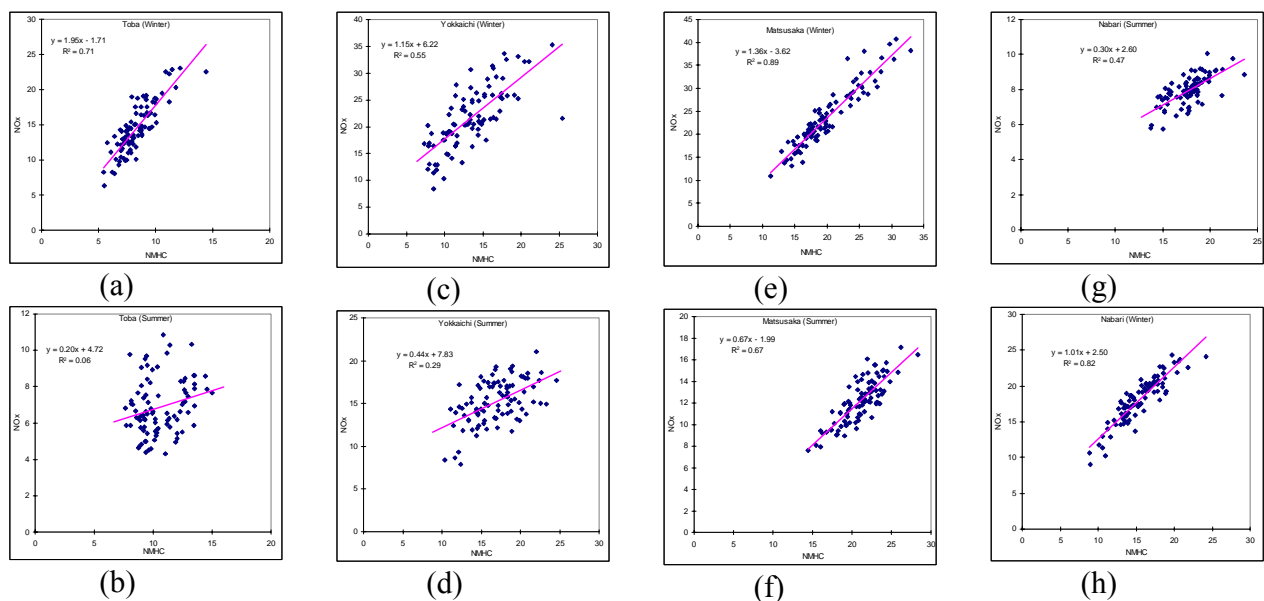 Toba (Winter)
y = 1.95x - 1.71
R² = 0.71
NOx
30
25
20
15
10
5
0
0 5 10 15 20
NMHC
(a)
Yokkaichi (Winter)
y = 1.15x + 6.22
R² = 0.55
NOx
40
35
30
25
20
15
10
5
0
0 5 10 15 20 25 30
NMHC
(c)
Matsusaka (Winter)
y = 1.36x - 3.62
R² = 0.89
NOx
45
40
35
30
25
20
15
10
5
0
0 5 10 15 20 25 30 35
NMHC
(e)
Nabari (Summer)
y = 0.30x + 2.60
R² = 0.47
NOx
12
10
8
6
4
2
0
0 5 10 15 20 25
NMHC
(g)
Toba (Summer)
y = 0.20x + 4.72
R² = 0.06
NOx
12
10
8
6
4
2
0
0 5 10 15 20
NMHC
(b)
Yokkaichi (Summer)
y = 0.44x + 7.83
R² = 0.29
NOx
25
20
15
10
5
0
0 5 10 15 20 25 30
NMHC
(d)
Matsusaka (Summer)
y = 0.67x - 1.99
R² = 0.67
NOx
20
18
16
14
12
10
8
6
4
2
0
0 5 10 15 20 25 30
NMHC
(f)
Nabari (Winter)
y = 1.01x + 2.50
R² = 0.82
NOx
30
25
20
15
10
5
0
0 5 10 15 20 25 30
NMHC
(h)